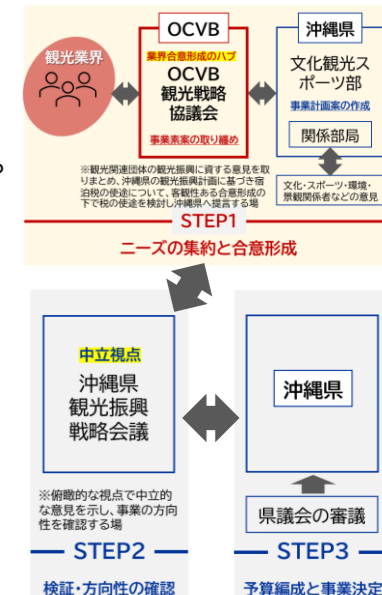 観光業界
OCVB
業界合意形成のハブ
OCVB
観光戦略
協議会
事業素案の取り纏め
沖縄県
文化観光ス
ポーツ部
事業計画案の作成
関係部局
文化・スポーツ・環境・
景観関係者などの意見
※観光関連団体の観光振興に資する意見を取
りまとめ、沖縄県の観光振興計画に基づき宿
泊税の使途について、客観性ある合意形成の
下で税の使途を検討し沖縄県へ提言する場
STEP1
ニーズの集約と合意形成
中立視点
沖縄県
観光振興
戦略会議
※俯瞰的な視点で中立的
な意見を示し、事業の方向
性を確認する場
STEP2
検証・方向性の確認
沖縄県
県議会の審議
STEP3
予算編成と事業決定